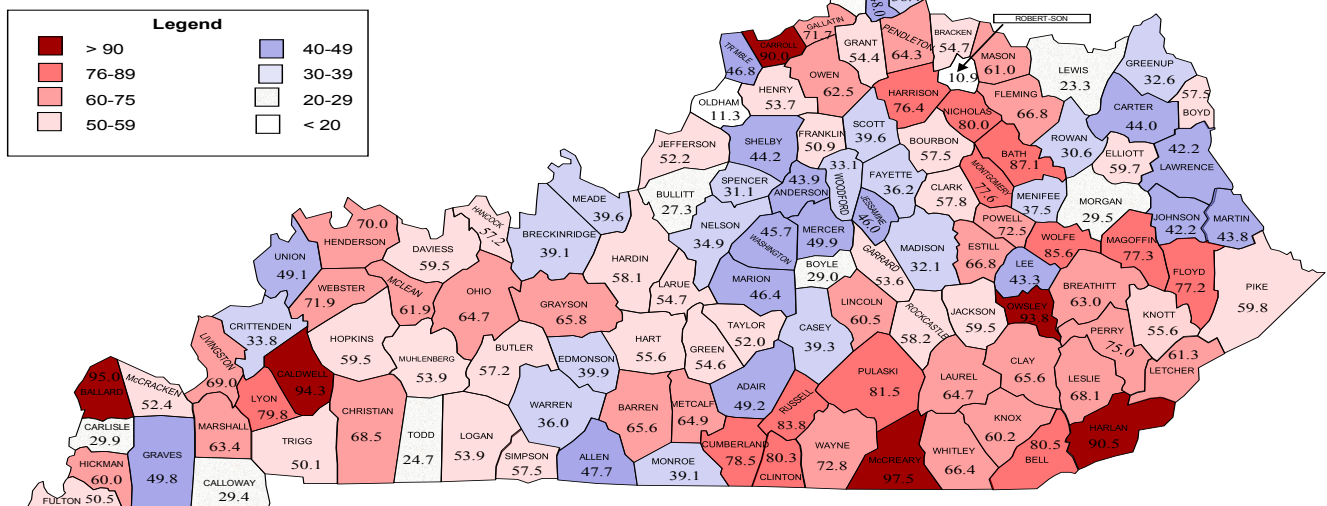 Legend
> 90
76-89
60-75
50-59
40-49
30-39
20-29
< 20
ROBERT-SON
10.9
GALLATIN
71.7
CARROLL
90.0
TRIMBLE
46.8
GRANT
54.4
PENDLETON
64.3
BRACKEN
54.7
MASON
61.0
LEWIS
23.3
GREENUP
32.6
57.5
BOYD
CARTER
44.0
OWEN
62.5
HENRY
53.7
OLDHAM
11.3
HARRISON
76.4
NICHOLAS
80.0
FLEMING
66.8
ROWAN
30.6
ELLIOTT
59.7
42.2
LAWRENCE
SCOTT
39.6
FRANKLIN
50.9
SHELBY
44.2
JEFFERSON
52.2
BOURBON
57.5
BATH
87.1
MONTGOMERY
77.6
MENIFEE
37.5
MORGAN
29.5
JOHNSON
42.2
MARTIN
43.8
BULLITT
27.3
SPENCER
31.1
43.9
ANDERSON
33.1
WOODFORD
FAYETTE
36.2
CLARK
57.8
JESSAMINE
46.0
POWELL
72.5
WOLFE
85.6
MAGOFFIN
77.3
FLOYD
77.2
PIKE
59.8
MEADE
39.6
BRECKINRIDGE
39.1
HANCOCK
57.2
DAVIESS
59.5
70.0
HENDERSON
UNION
49.1
WEBSTER
71.9
MCLEAN
61.9
OHIO
64.7
GRAYSON
65.8
HARDIN
58.1
LARUE
54.7
NELSON
34.9
45.7
WASHINGTON
MERCER
49.9
MARION
46.4
BOYLE
29.0
GARRARD
53.6
MADISON
32.1
ESTILL
66.8
LEE
43.3
OWSLEY
93.8
BREATHITT
63.0
KNOTT
55.6
PERRY
75.0
61.3
LETCHER
LESLIE
68.1
HARLAN
90.5
CLAY
65.6
JACKSON
59.5
ROCKCASTLE
58.2
LINCOLN
60.5
CASEY
39.3
TAYLOR
52.0
GREEN
54.6
HART
55.6
EDMONSON
39.9
BUTLER
57.2
MUHLENBERG
53.9
HOPKINS
59.5
CRITTENDEN
33.8
LIVINGSTON
69.0
CALDWELL
94.3
LYON
79.8
95.0
BALLARD
McCRACKEN
52.4
CARLISLE
29.9
HICKMAN
60.0
FULTON 50.5
GRAVES
49.8
MARSHALL
63.4
CALLOWAY
29.4
TRIGG
50.1
CHRISTIAN
68.5
TODD
24.7
LOGAN
53.9
SIMPSON
57.5
WARREN
36.0
ALLEN
47.7
BARREN
65.6
METCALF
64.9
MONROE
39.1
ADAIR
49.2
CUMBERLAND
78.5
RUSSELL
83.8
80.3
CLINTON
WAYNE
72.8
PULASKI
81.5
McCREARY
97.5
LAUREL
64.7
WHITLEY
66.4
KNOX
60.2
80.5
BELL